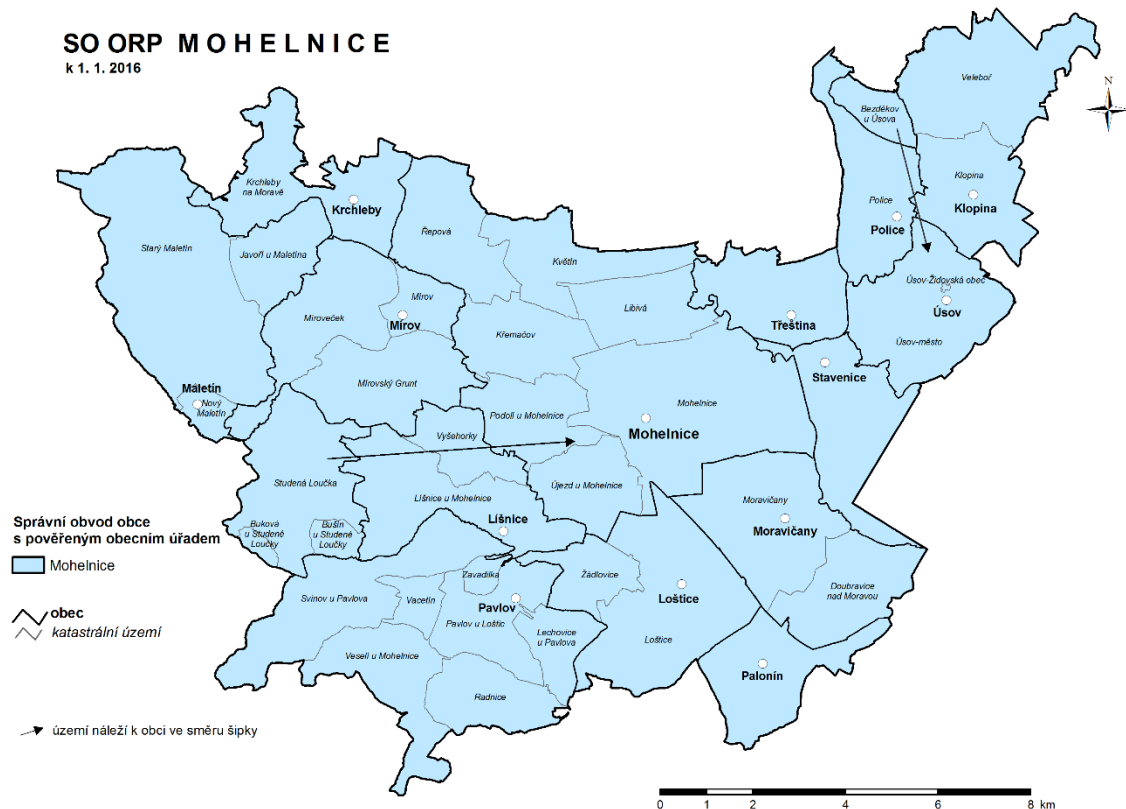 SO ORP M O H E L N I C E
k 1. 1. 2016
Veleboř
N
Bezděkov
u Úsova
Krchleby
na Moravě
Klopina
Klopina
Krchleby
Police
Police
Řepová
Starý Maletín
Javoří u Maletína
Květín
Úsov-Židovská obec
Úsov
Mírov
Mírov
Míroveček
Libivá
Třeština
Křemačov
Úsov-město
Stavenice
Mírovský Grunt
Maletín
Nový
Maletín
Podolí u Mohelnice
Mohelnice
Mohelnice
Vyšehorky
Studená Loučka
Líšnice u Mohelnice
Újezd u Mohelnice
Moravičany
Moravičany
Líšnice
Buková
u Studené
Loučky
Bušín
u Studené
Loučky
Správní obvod obce
s pověřeným obecním úřadem
Mohelnice
Zavadilka
Žádlovice
Loštice
Doubravice
nad Moravou
Svinov u Pavlova
Vacetín
Pavlov
Pavlov u Loštic
Lechovice
u Pavlova
Loštice
obec
katastrální území
Veselí u Mohelnice
Palonín
Radnice
území náleží k obci ve směru šipky
0 1 2 4 6 8 km